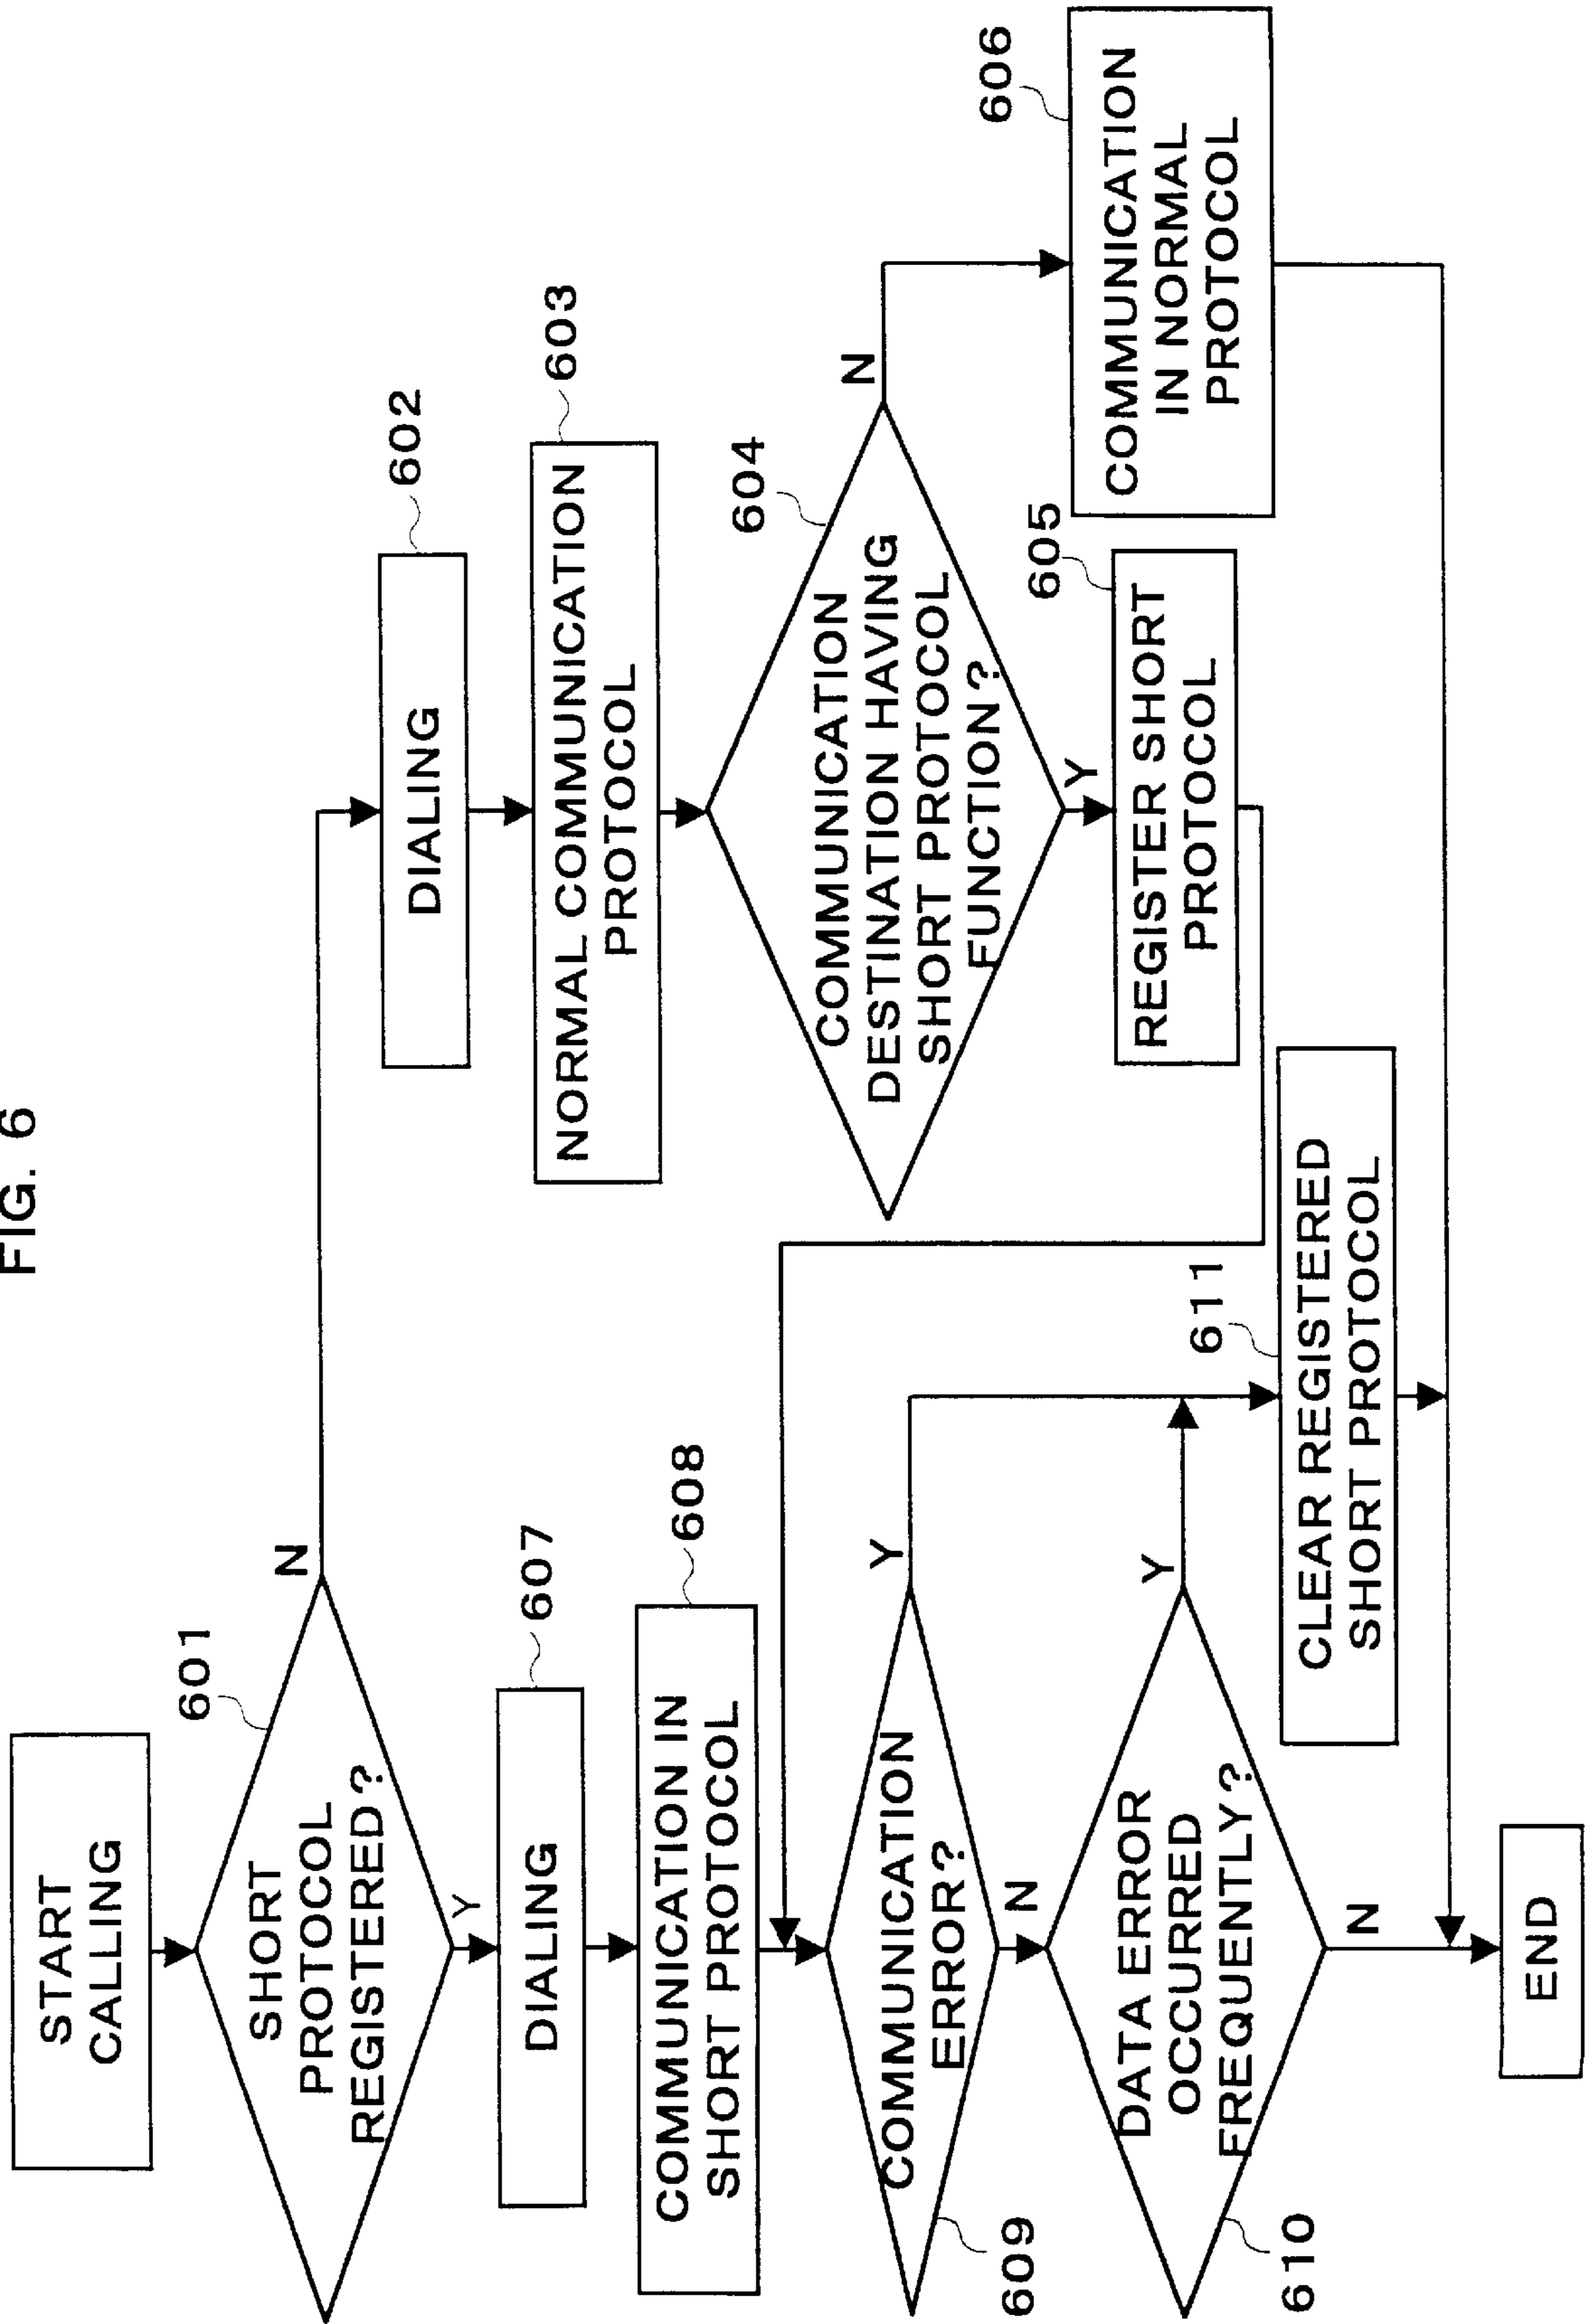 FIG. 6
START
CALLING
601
SHORT
PROTOCOL
REGISTERED?
N
Y
607
DIALING
608
COMMUNICATION IN
SHORT PROTOCOL
609
COMMUNICATION
ERROR?
Y
N
610
DATA ERROR
OCCURRED
FREQUENTLY?
Y
N
611
CLEAR REGISTERED
SHORT PROTOCOL
END
602
DIALING
603
NORMAL COMMUNICATION
PROTOCOL
604
COMMUNICATION
DESTINATION HAVING
SHORT PROTOCOL
FUNCTION?
N
Y
605
REGISTER SHORT
PROTOCOL
606
COMMUNICATION
IN NORMAL
PROTOCOL